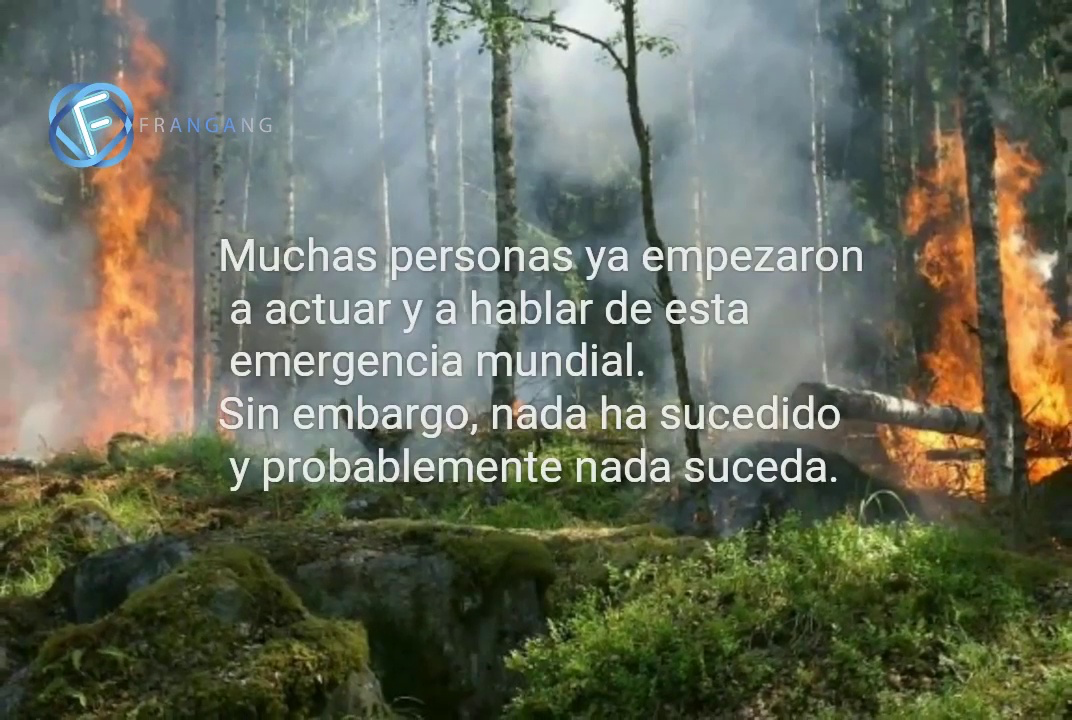 FRANGANG
Muchas personas ya empezaron
a actuar y a hablar de esta
emergencia mundial.
Sin embargo, nada ha sucedido
y probablemente nada suceda.